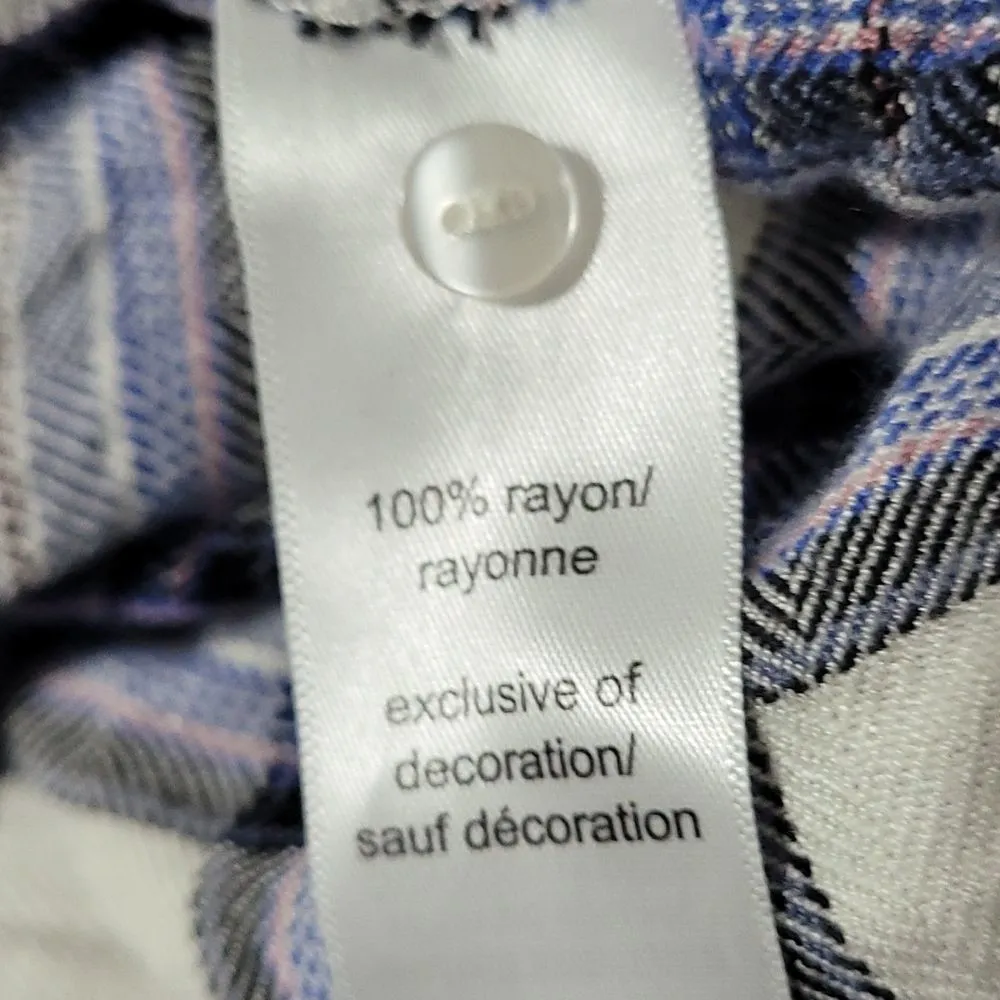 100% rayon/
rayonne
exclusive of
decoration/
sauf décoration